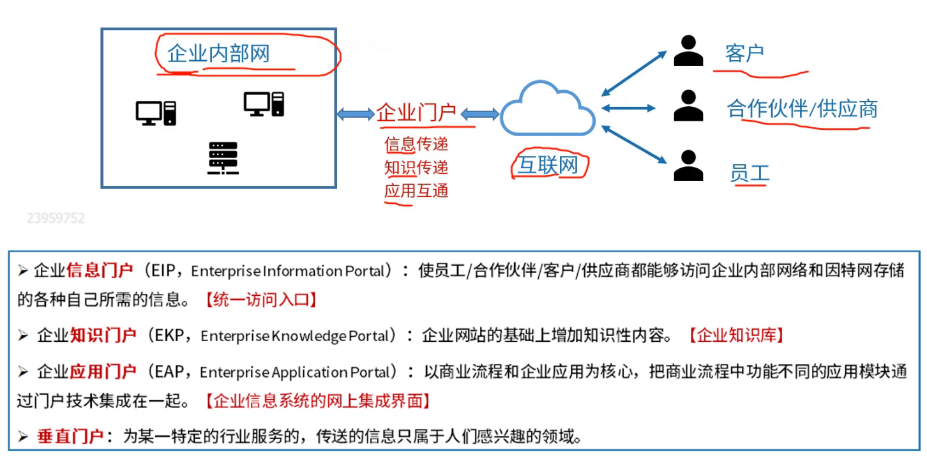 企业内部网
客户
企业门户
合作伙伴/供应商
信息传递
知识传递
互联网
员工
应用互通
23959752
➢ 企业信息门户（EIP，Enterprise Information Portal）：使员工/合作伙伴/客户/供应商都能够访问企业内部网络和因特网存储
的各种自己所需的信息。【统一访问入口】
➢ 企业知识门户（EKP，Enterprise Knowledge Portal）：企业网站的基础上增加知识性内容。【企业知识库】
➢ 企业应用门户（EAP，Enterprise Application Portal）：以商业流程和企业应用为核心，把商业流程中功能不同的应用模块通
过门户技术集成在一起。【企业信息系统的网上集成界面】
➢ 垂直门户：为某一特定的行业服务的，传送的信息只属于人们感兴趣的领域。